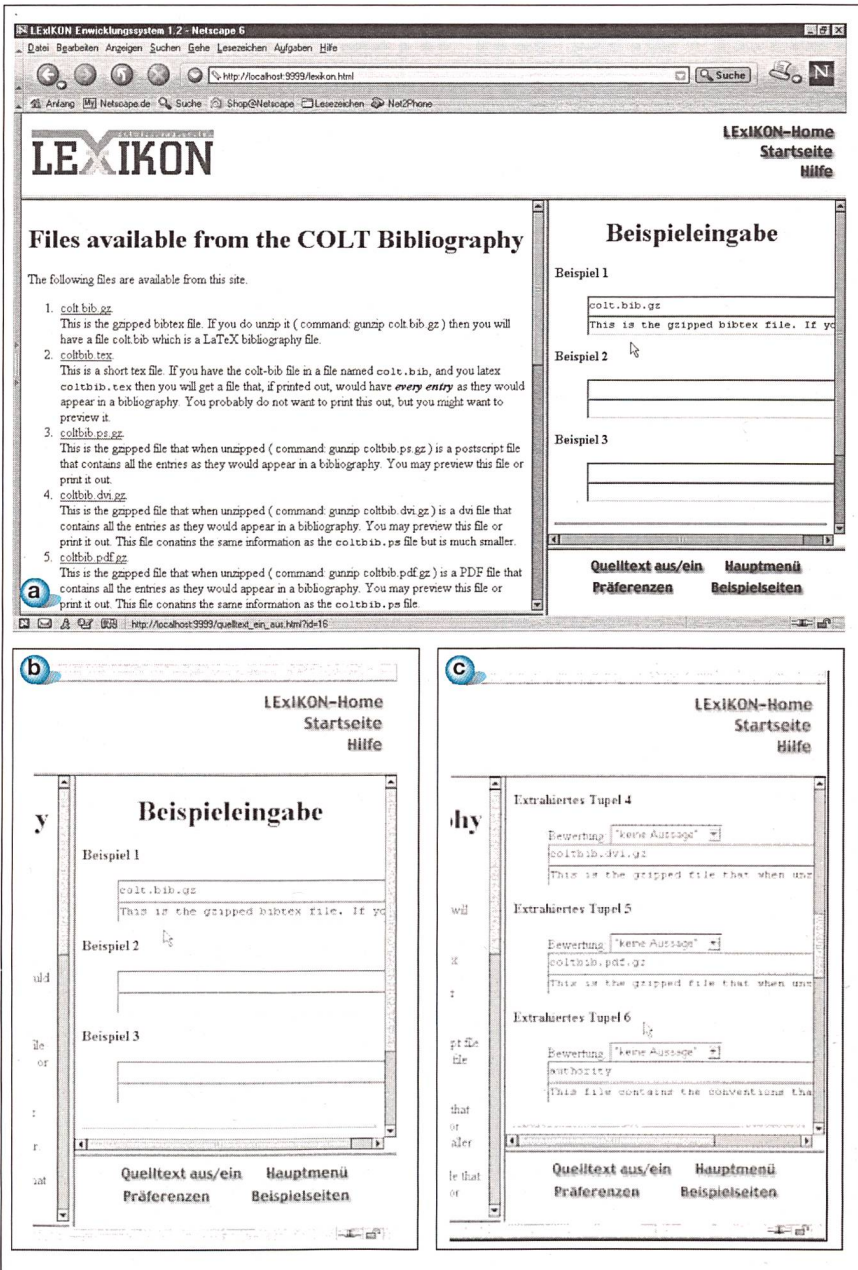 LExIKON Enwicklungssystem 1.2 - Netscape 6
Datei Bearbeiten Anzeigen Suchen Gehe Lesezeichen Aufgaben Hilfe
http://localhost:9999/lexikon.html
Suche
N
Anfang Netscape.de Suche Shop@Netscape Lesezeichen Net2Phone
LEXIKON
LExIKON-Home
Startseite
Hilfe
Files available from the COLT Bibliography
The following files are available from this site.
1. colt.bib.gz.
This is the gzipped bibtex file. If you do unzip it ( command: gunzip colt.bib.gz ) then you will
have a file colt.bib which is a LaTeX bibliography file.
2. coltbib.tex.
This is a short tex file. If you have the colt-bib file in a file named colt.bib, and you latex
coltbib.tex then you will get a file that, if printed out, would have every entry as they would
appear in a bibliography. You probably do not want to print this out, but you might want to
preview it.
3. coltbib.ps.gz.
This is the gzipped file that when unzipped ( command: gunzip coltbib.ps.gz ) is a postscript file
that contains all the entries as they would appear in a bibliography. You may preview this file or
print it out.
4. coltbib.dvi.gz.
This is the gzipped file that when unzipped ( command: gunzip coltbib.dvi.gz ) is a dvi file that
contains all the entries as they would appear in a bibliography. You may preview this file or
print it out. This file conatins the same information as the coltbib.ps file but is much smaller.
5. coltbib.pdf.gz.
This is the gzipped file that when unzipped ( command: gunzip coltbib.pdf.gz ) is a PDF file that
contains all the entries as they would appear in a bibliography. You may preview this file or
print it out. This file conatins the same information as the coltbib.ps file.
Beispieleingabe
Beispiel 1
colt.bib.gz
This is the gzipped bibtex file. If yo
Beispiel 2
Beispiel 3
Quelltext aus/ein Hauptmenü
Präferenzen Beispielseiten
a
http://localhost:9999/quelltext_ein_aus.html?id=16
b
LExIKON-Home
Startseite
Hilfe
y
Beispieleingabe
Beispiel 1
colt.bib.gz
This is the gzipped bibtex file. If yo
Beispiel 2
uld
Beispiel 3
ile
or
r
Quelltext aus/ein Hauptmenü
Präferenzen Beispielseiten
c
LExIKON-Home
Startseite
Hilfe
phy
Extrahiertes Tupel 4
Bewertung "keine Aussage"
coltbib.dvi.gz
This is the gzipped file that when unz
will
Extrahiertes Tupel 5
Bewertung "keine Aussage"
x
coltbib.pdf.gz
This is the gzipped file that when unz
Extrahiertes Tupel 6
pt file
file
Bewertung "keine Aussage"
authority
This file contains the conventions tha
that
or
aller
Quelltext aus/ein Hauptmenü
le that
or
Präferenzen Beispielseiten